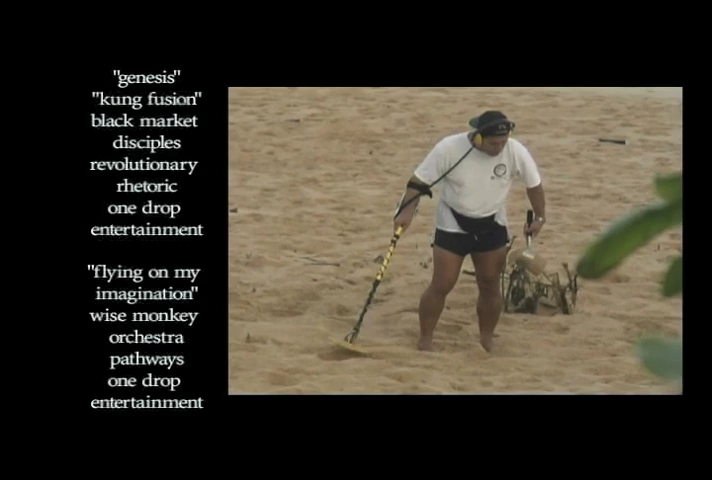 "genesis"
"kung fusion"
black market
disciples
revolutionary
rhetoric
one drop
entertainment
"flying on my
imagination"
wise monkey
orchestra
pathways
one drop
entertainment